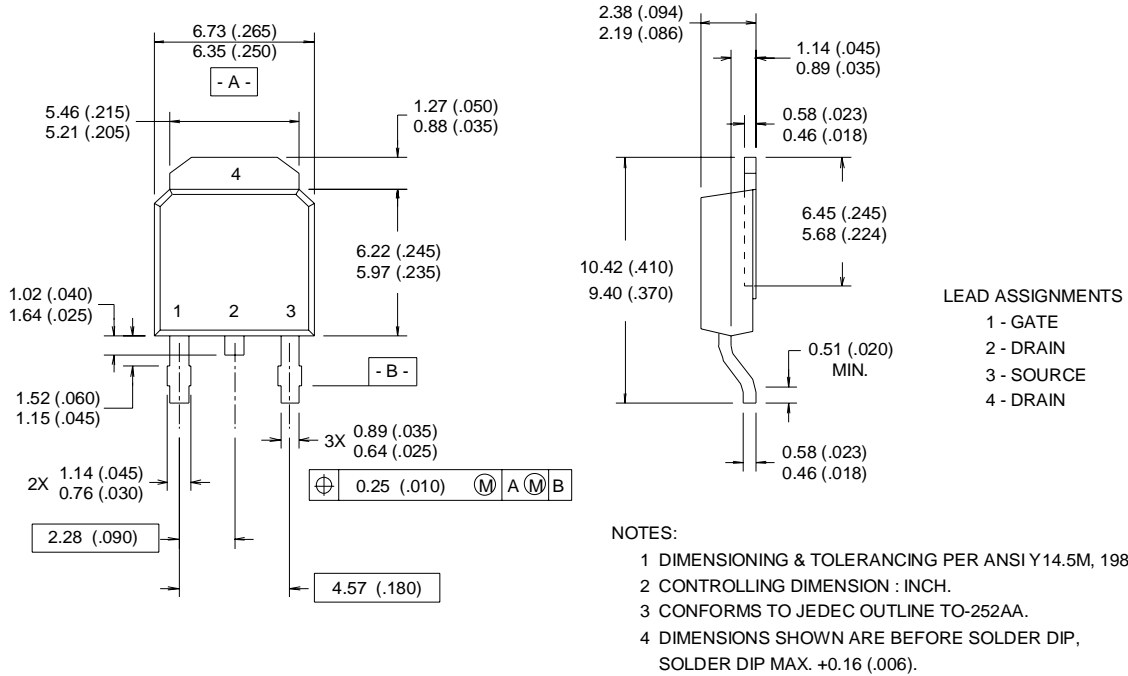 6.73 (.265)
6.35 (.250)
- A -
5.46 (.215)
5.21 (.205)
1.27 (.050)
0.88 (.035)
4
6.22 (.245)
5.97 (.235)
1.02 (.040)
1.64 (.025)
1 2 3
- B -
1.52 (.060)
1.15 (.045)
3X 0.89 (.035)
0.64 (.025)
2X 1.14 (.045)
0.76 (.030)
0.25 (.010) M A M B
2.28 (.090)
4.57 (.180)
2.38 (.094)
2.19 (.086)
1.14 (.045)
0.89 (.035)
0.58 (.023)
0.46 (.018)
6.45 (.245)
5.68 (.224)
10.42 (.410)
9.40 (.370)
0.51 (.020)
MIN.
0.58 (.023)
0.46 (.018)
LEAD ASSIGNMENTS
1 - GATE
2 - DRAIN
3 - SOURCE
4 - DRAIN
NOTES:
1 DIMENSIONING & TOLERANCING PER ANSI Y14.5M, 198
2 CONTROLLING DIMENSION : INCH.
3 CONFORMS TO JEDEC OUTLINE TO-252AA.
4 DIMENSIONS SHOWN ARE BEFORE SOLDER DIP,
SOLDER DIP MAX. +0.16 (.006).